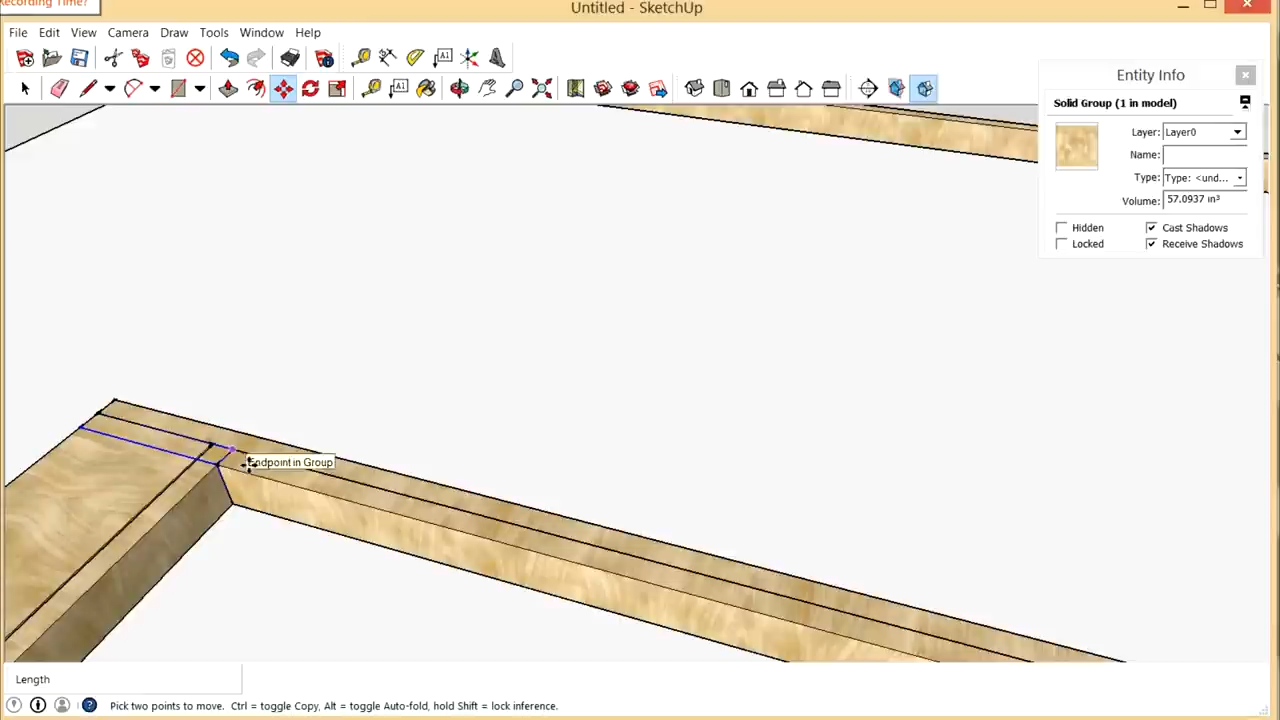 Recording Time?
Untitled - SketchUp
File Edit View Camera Draw Tools Window Help
A1
A1
Entity Info
Solid Group (1 in model)
Layer: Layer0
Name:
Type: Type: <und...
Volume: 57.0937 in³
Hidden Cast Shadows
Locked Receive Shadows
Endpoint in Group
Length
Pick two points to move. Ctrl = toggle Copy, Alt = toggle Auto-fold, hold Shift = lock inference.